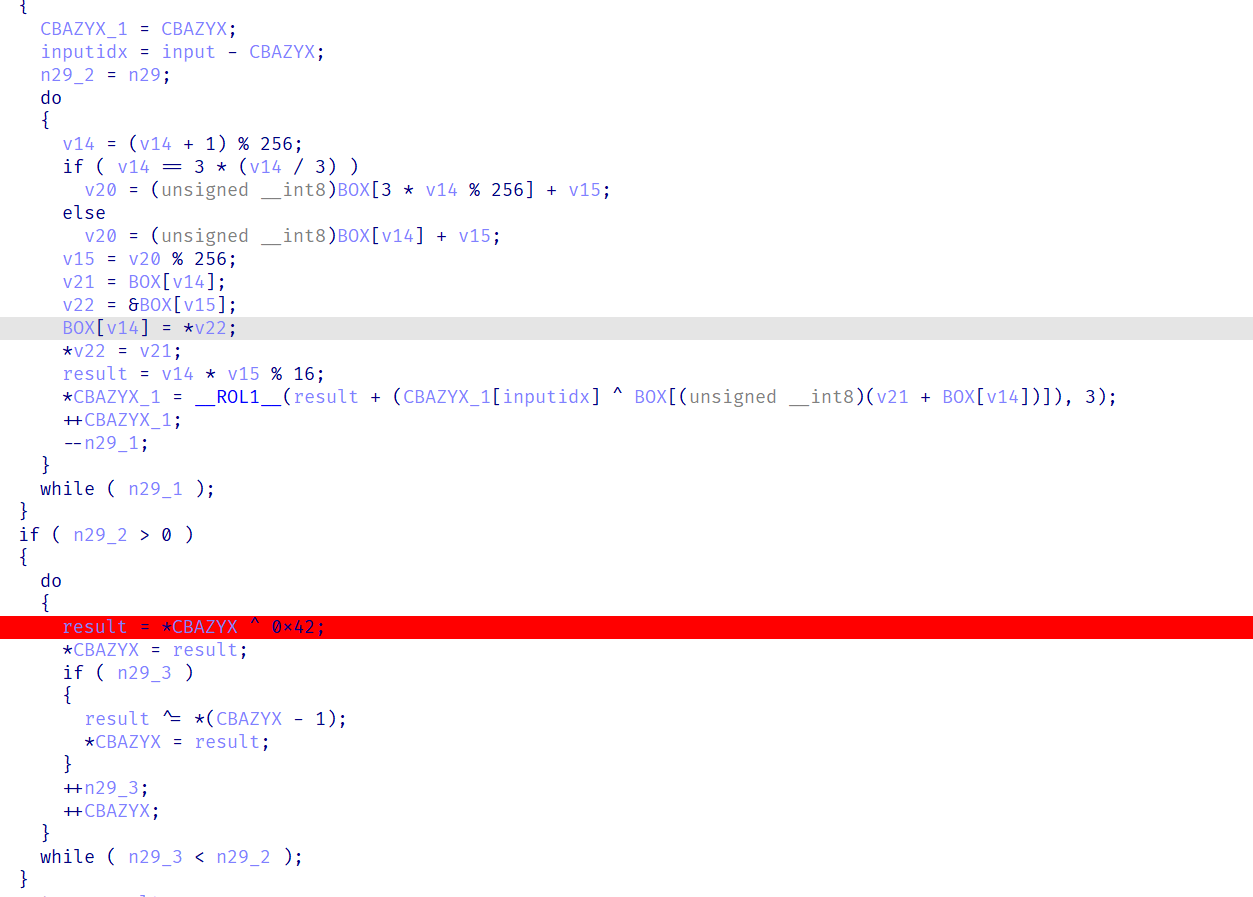 {
CBAZYX_1 = CBAZYX;
inputidx = input - CBAZYX;
n29_2 = n29;
do
{
v14 = (v14 + 1) % 256;
if ( v14 == 3 * (v14 / 3) )
v20 = (unsigned __int8)BOX[3 * v14 % 256] + v15;
else
v20 = (unsigned __int8)BOX[v14] + v15;
v15 = v20 % 256;
v21 = BOX[v14];
v22 = &BOX[v15];
BOX[v14] = *v22;
*v22 = v21;
result = v14 * v15 % 16;
*CBAZYX_1 = __ROL1__(result + (CBAZYX_1[inputidx] ^ BOX[(unsigned __int8)(v21 + BOX[v14])]), 3);
++CBAZYX_1;
--n29_1;
}
while ( n29_1 );
}
if ( n29_2 > 0 )
{
do
{
result = *CBAZYX ^ 0x42;
*CBAZYX = result;
if ( n29_3 )
{
result ^= *(CBAZYX - 1);
*CBAZYX = result;
}
++n29_3;
++CBAZYX;
}
while ( n29_3 < n29_2 );
}